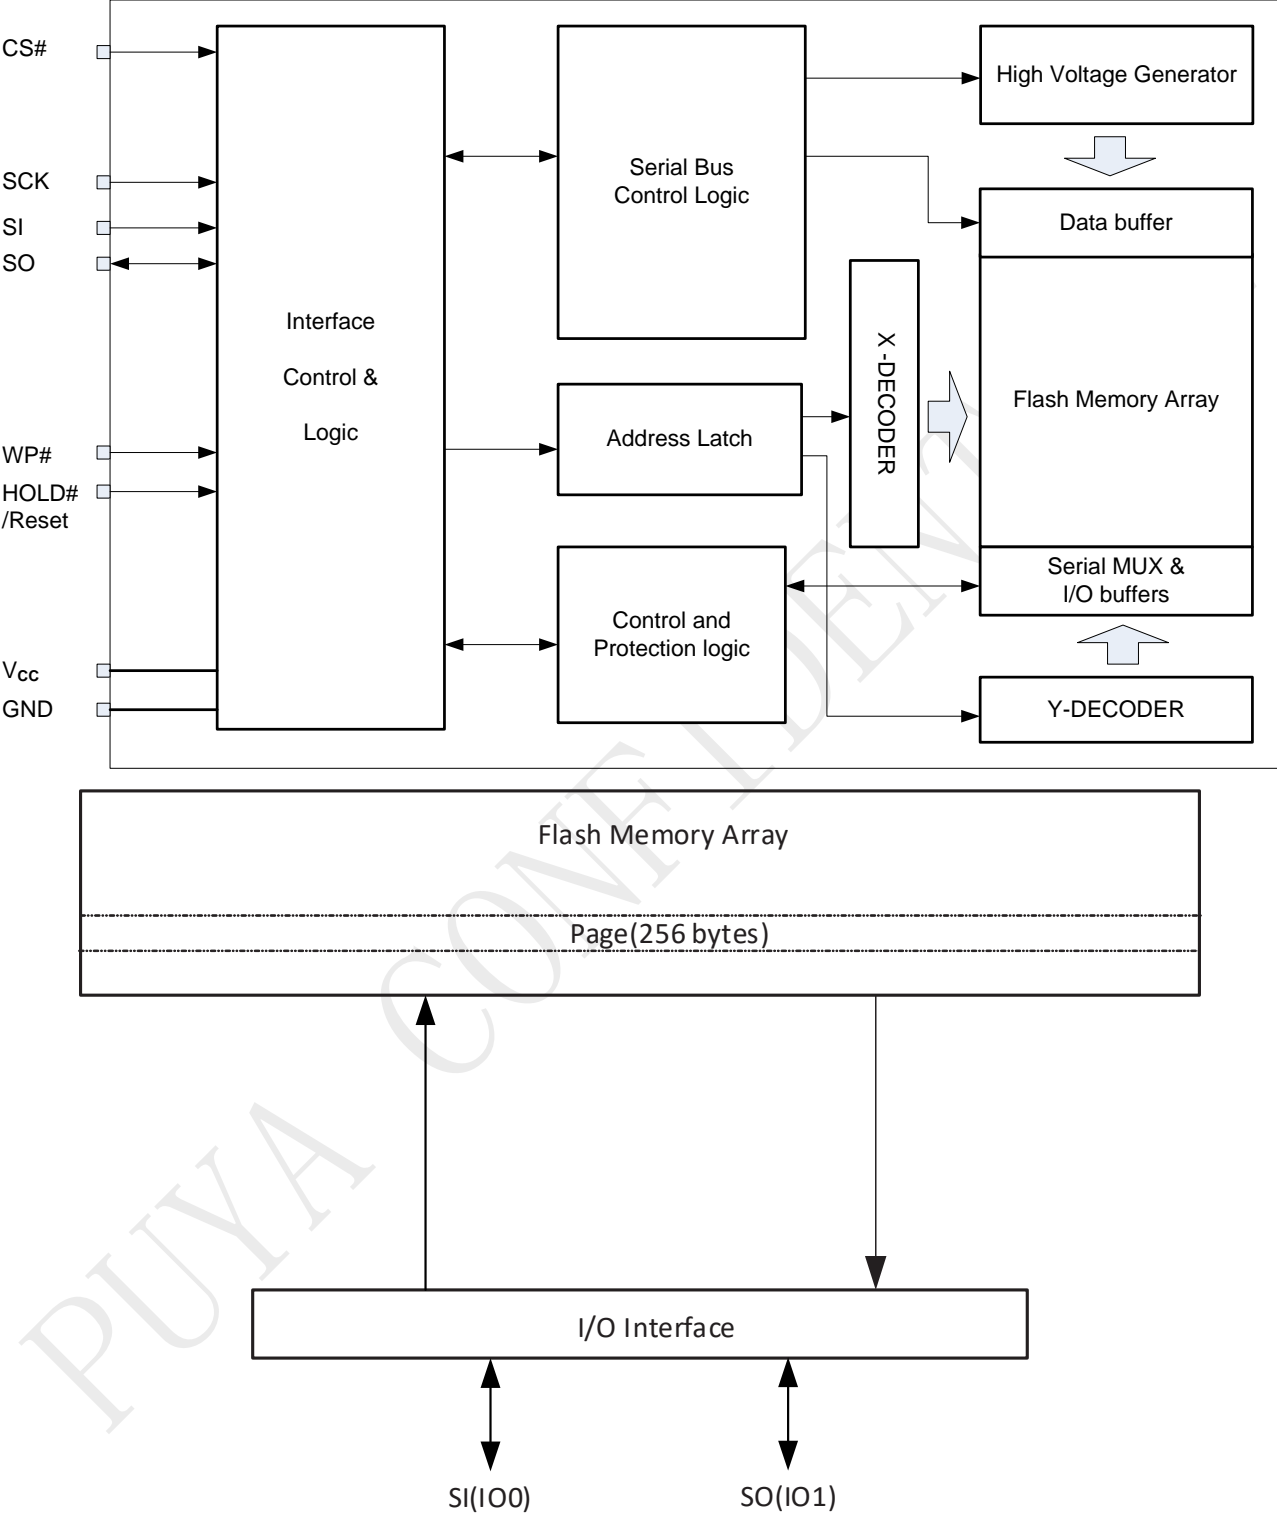 CS#
SCK
SI
SO
WP#
HOLD#
/Reset
Vcc
GND
Interface
Control &
Logic
Serial Bus
Control Logic
Address Latch
Control and
Protection logic
X -DECODER
High Voltage Generator
Data buffer
Flash Memory Array
Serial MUX &
I/O buffers
Y-DECODER
Flash Memory Array
Page(256 bytes)
I/O Interface
SI(IO0)
SO(IO1)
PUYA CONFIDENT